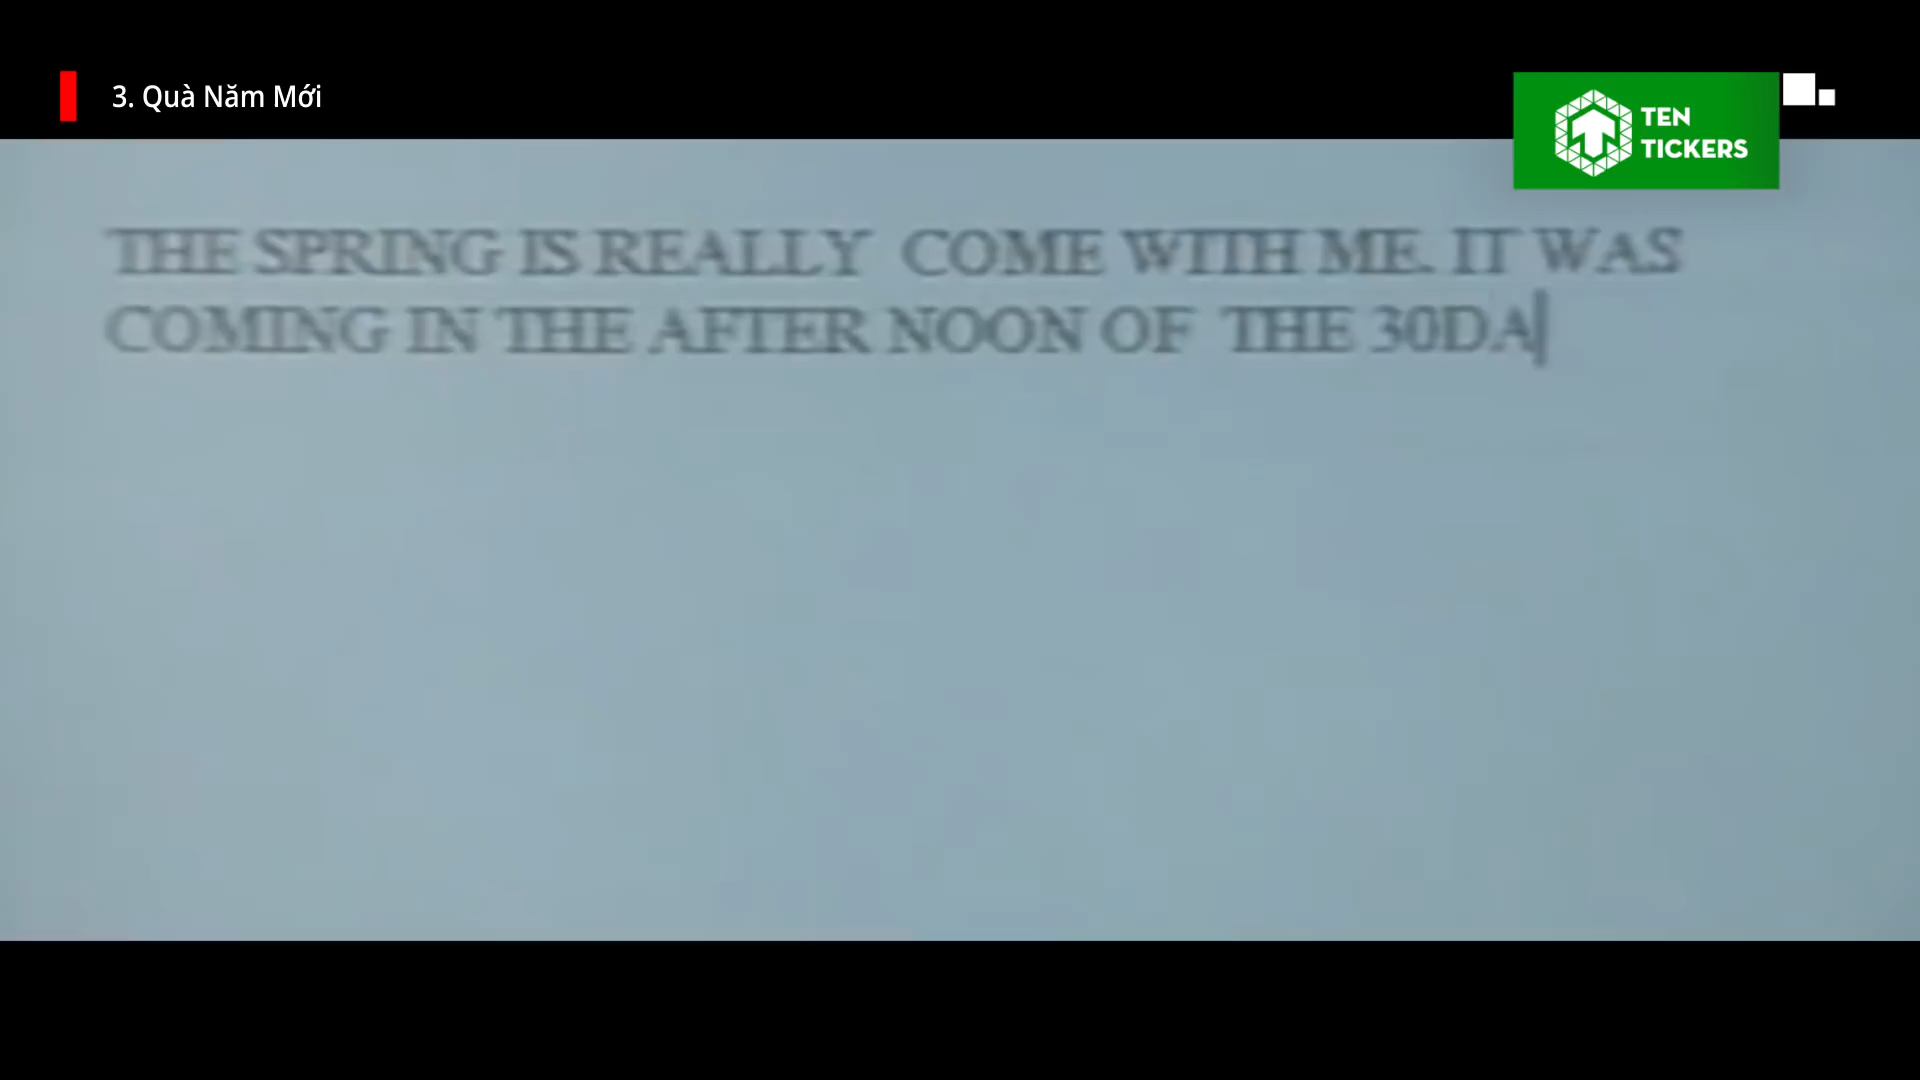 3. Quà Năm Mới
TEN
TICKERS
THE SPRING IS REALLY COME WITH ME. IT WAS
COMING IN THE AFTER NOON OF THE 30DA